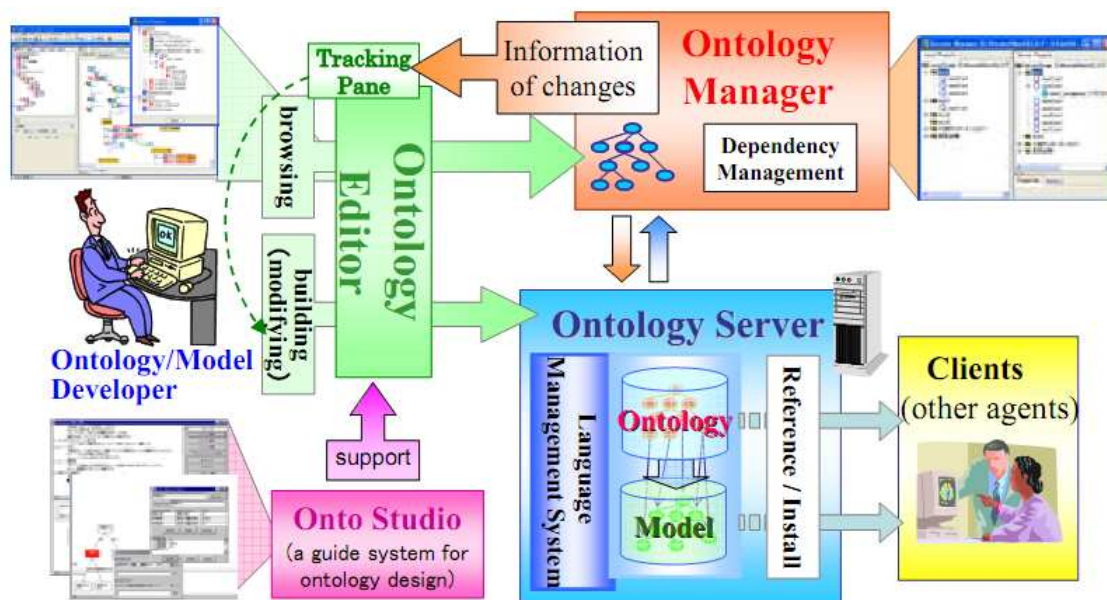 Tracking
Pane
Information
of changes
Ontology
Manager
Dependency
Management
browsing
Ontology
Editor
building
(modifying)
ok
Ontology/Model
Developer
support
Onto Studio
(a guide system for
ontology design)
Ontology Server
Language
Management System
Ontology
Model
Reference / Install
Clients
(other agents)